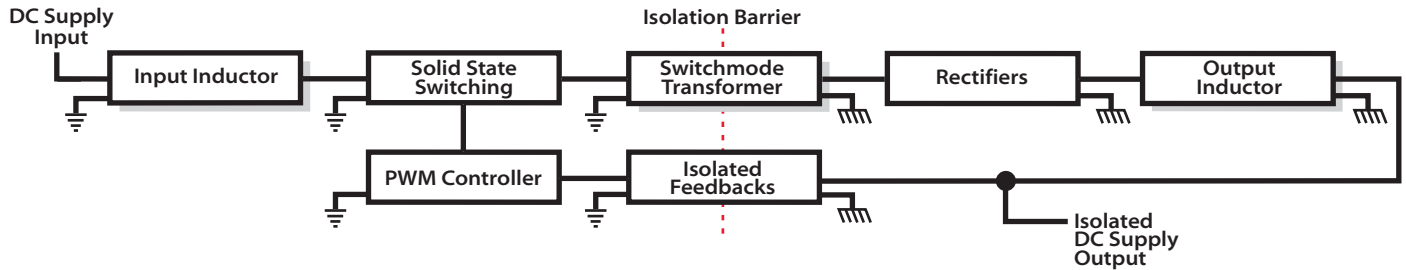 DC Supply
Input
Isolation Barrier
Input Inductor
Solid State
Switching
Switchmode
Transformer
Rectifiers
Output
Inductor
PWM Controller
Isolated
Feedbacks
Isolated
DC Supply
Output